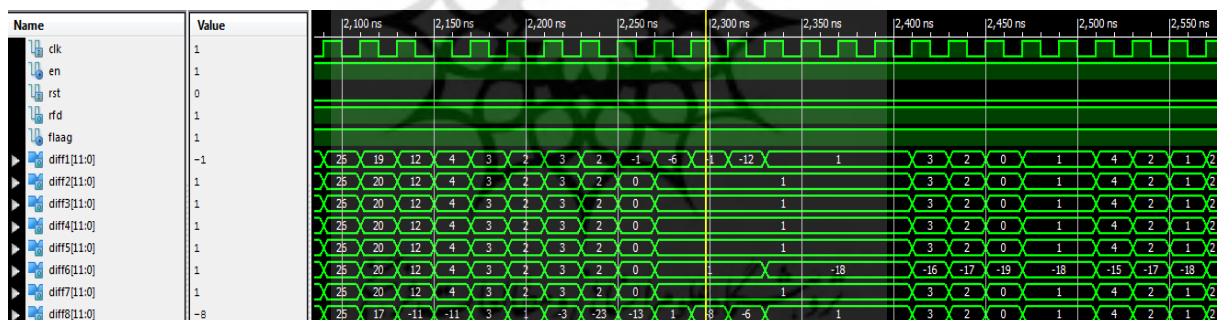 Name Value 2,100 ns 2,150 ns 2,200 ns 2,250 ns 2,300 ns 2,350 ns 2,400 ns 2,450 ns 2,500 ns 2,550 ns
clk 1
en 1
rst 0
rfd 1
flaag 1
diff1[11:0] -1 25 19 12 4 3 2 3 2 -1 -6 -1 -12 1 3 2 0 1 4 2 1 2
diff2[11:0] 1 25 20 12 4 3 2 3 2 0 1 3 2 0 1 4 2 1 2
diff3[11:0] 1 25 20 12 4 3 2 3 2 0 1 3 2 0 1 4 2 1 2
diff4[11:0] 1 25 20 12 4 3 2 3 2 0 1 3 2 0 1 4 2 1 2
diff5[11:0] 1 25 20 12 4 3 2 3 2 0 1 3 2 0 1 4 2 1 2
diff6[11:0] 1 25 20 12 4 3 2 3 2 0 1 -18 -16 -17 -19 -18 -15 -17 -18
diff7[11:0] 1 25 20 12 4 3 2 3 2 0 1 3 2 0 1 4 2 1 2
diff8[11:0] -8 25 17 -11 -11 3 1 -3 -23 -13 1 -8 -6 1 3 2 0 1 4 2 1 2